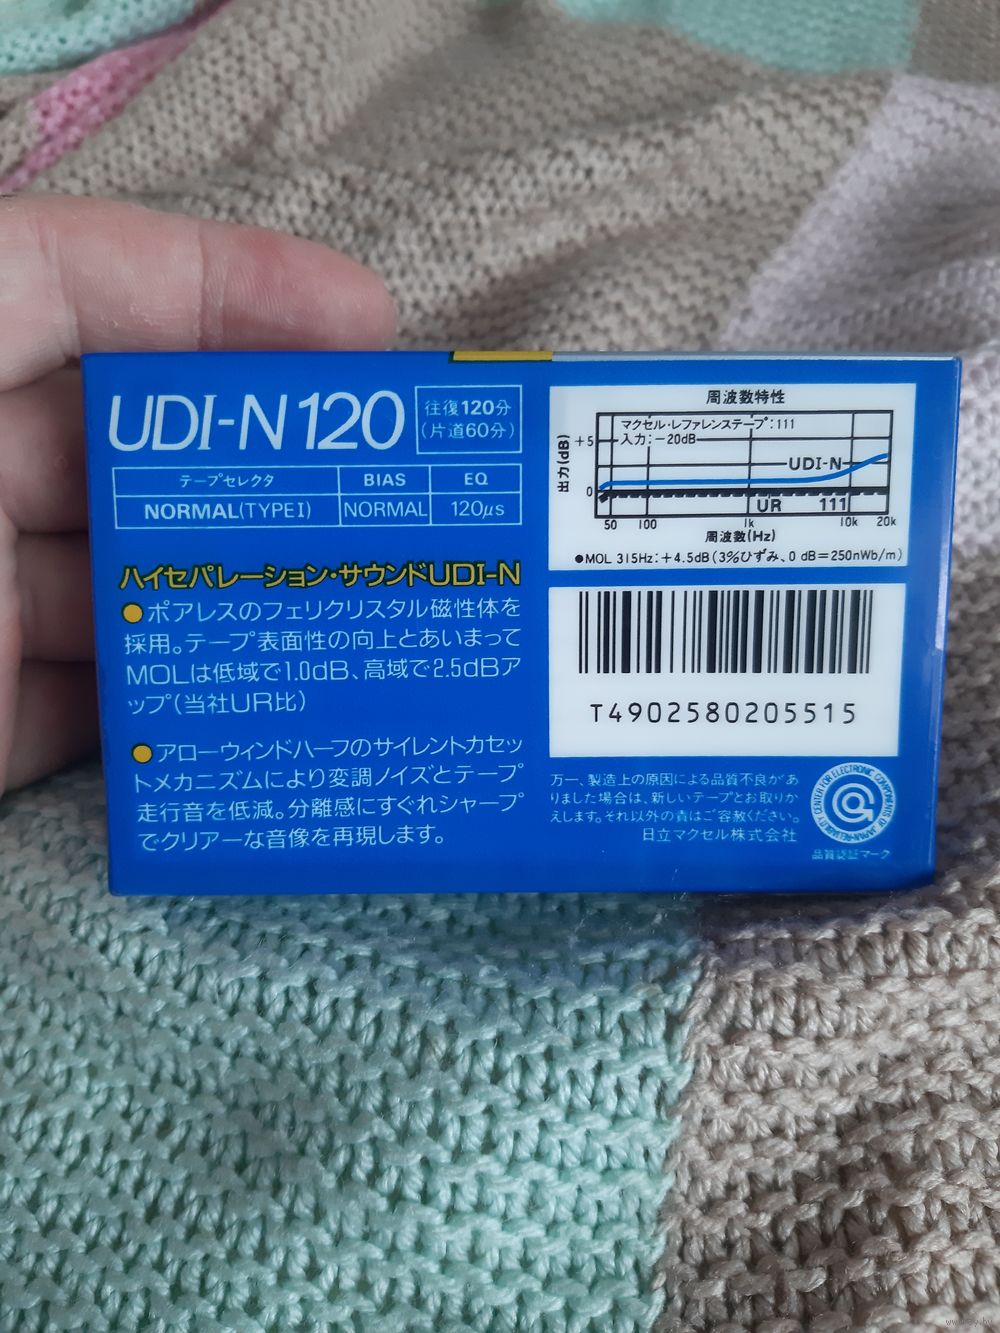 UDI-N 120
往復120分
(片道60分)
テープセレクタ BIAS EQ
NORMAL(TYPEI) NORMAL 120μs
ハイセパレーション・サウンドUDI-N
●ポアレスのフェリクリスタル磁性体を
採用。テープ表面性の向上とあいまって
MOLは低域で1.0dB、高域で2.5dBア
ップ(当社UR比)
●アローウィンドハーフのサイレントカセッ
トメカニズムにより変調ノイズとテープ
走行音を低減。分離感にすぐれシャープ
でクリアーな音像を再現します。
周波数特性
マクセル・レファレンステープ:111
入力:-20dB
出力(dB)
+5
0
UDI-N
UR 111
50 100 1k 10k 20k
周波数(Hz)
●MOL 315Hz:+4.5dB(3%ひずみ、0 dB=250nWb/m)
T4902580205515
万一、製造上の原因による品質不良があ
りました場合は、新しいテープとお取りか
えします。それ以外の責はご容赦ください。
日立マクセル株式会社
RELIABILITY CENTER FOR ELECTRONIC COMPONENTS OF JAPAN
品質認証マーク